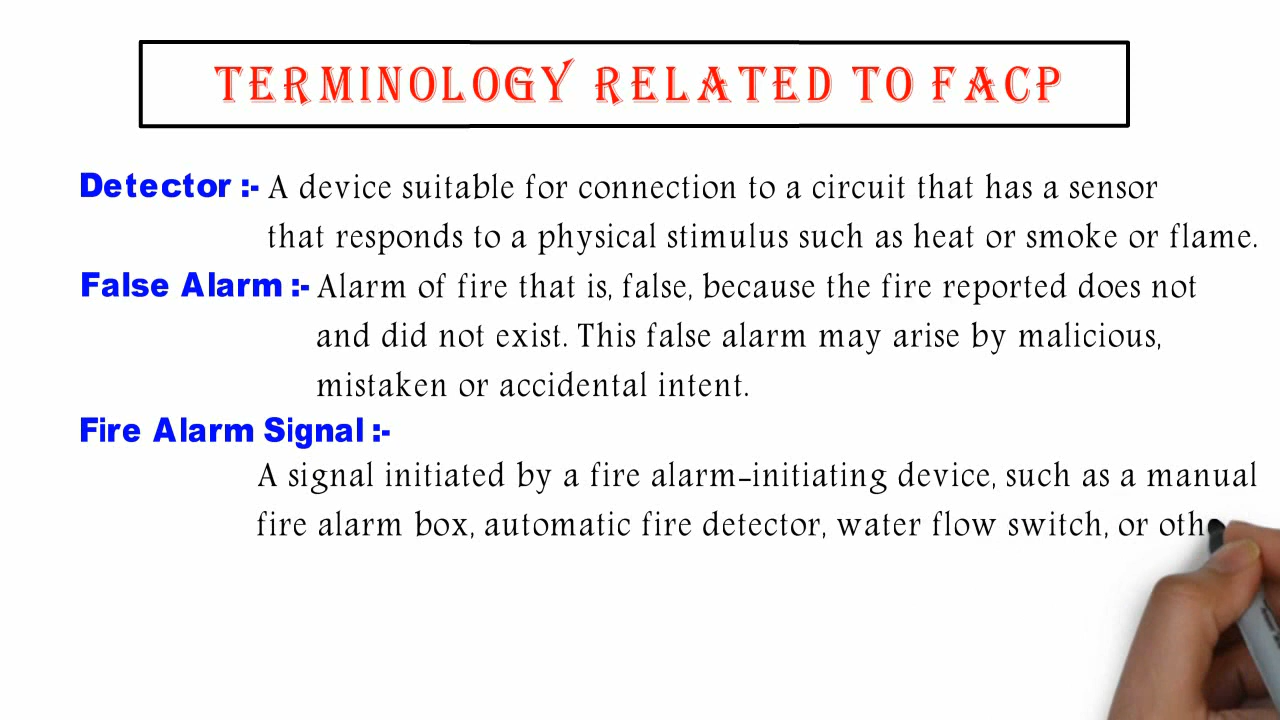 TERMINOLOGY RELATED TO FACP
Detector :- A device suitable for connection to a circuit that has a sensor
that responds to a physical stimulus such as heat or smoke or flame.
False Alarm :- Alarm of fire that is, false, because the fire reported does not
and did not exist. This false alarm may arise by malicious,
mistaken or accidental intent.
Fire Alarm Signal :-
A signal initiated by a fire alarm-initiating device, such as a manual
fire alarm box, automatic fire detector, water flow switch, or oth